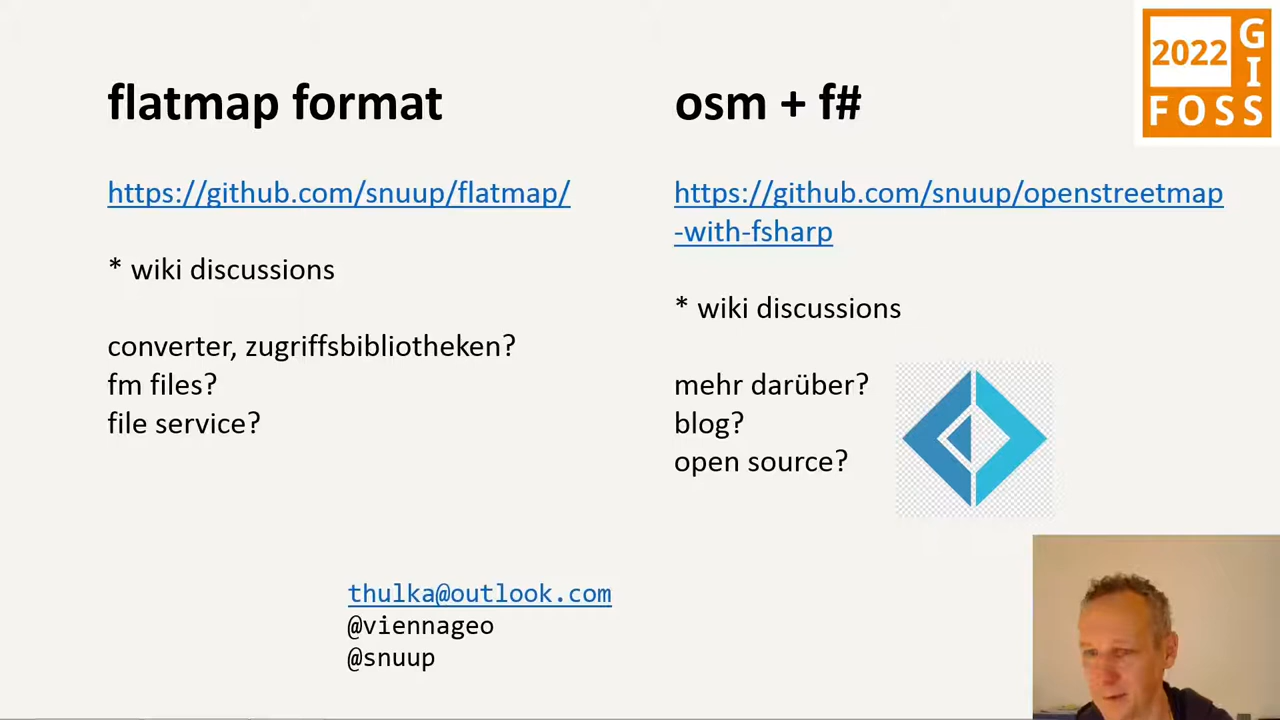 flatmap format
https://github.com/snuup/flatmap/
* wiki discussions
converter, zugriffsbibliotheken?
fm files?
file service?
osm + f#
https://github.com/snuup/openstreetmap
-with-fsharp
* wiki discussions
mehr darüber?
blog?
open source?
thulka@outlook.com
@viennageo
@snuup
2022
G
I
FOSS